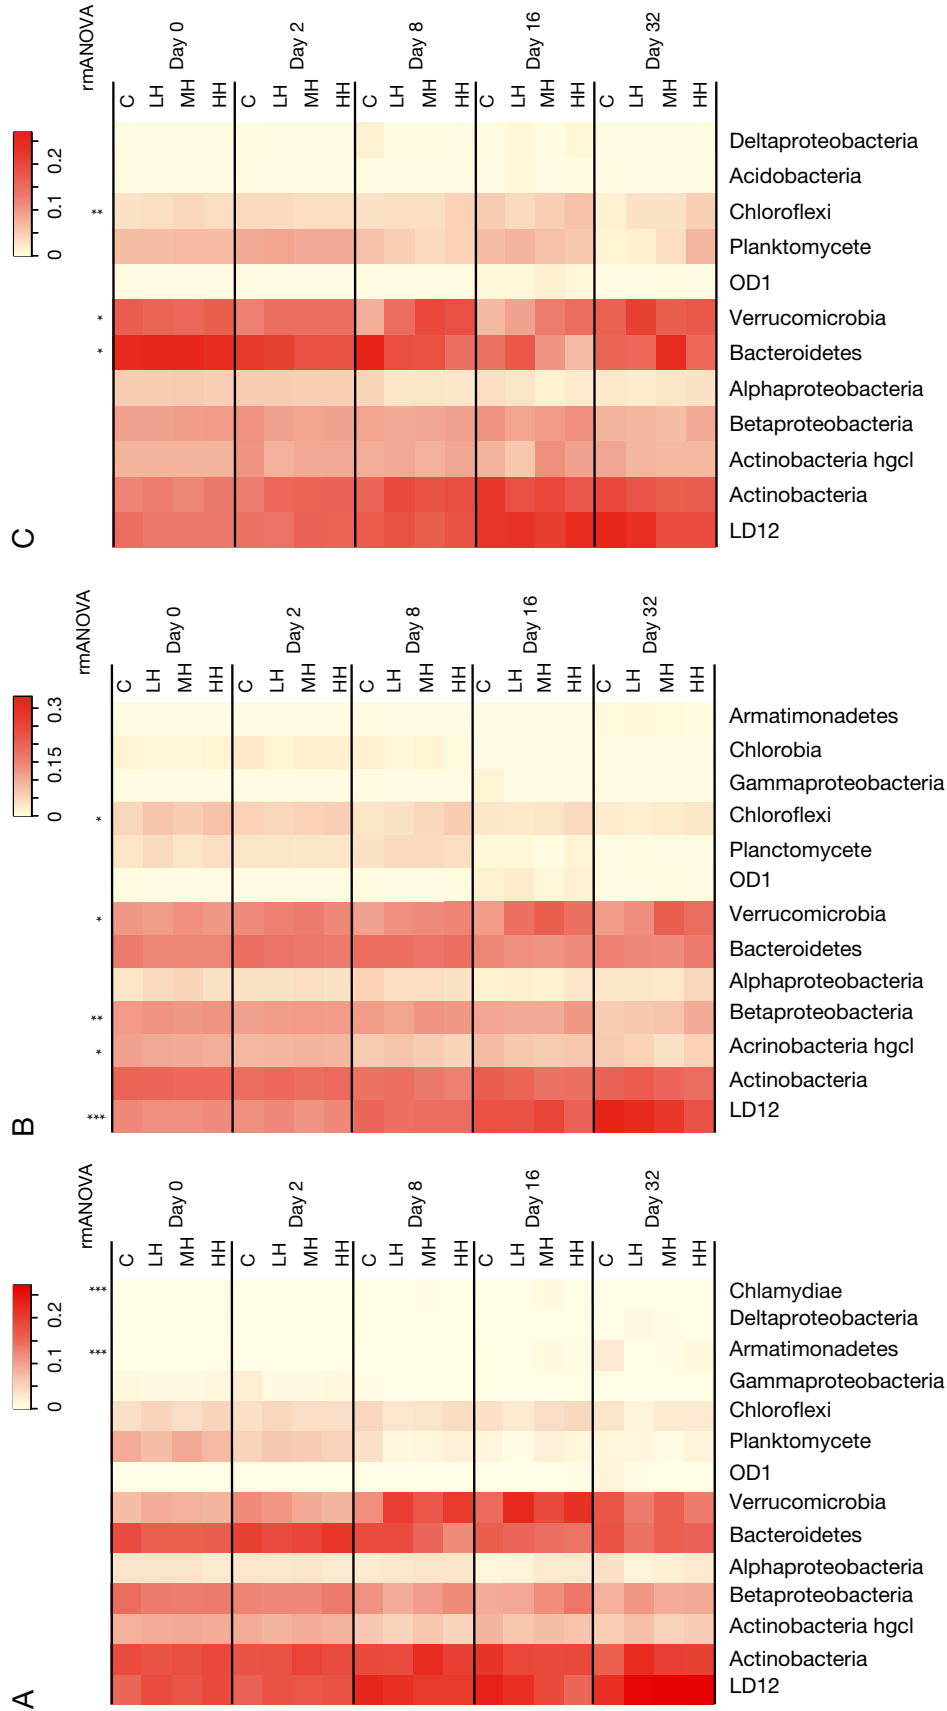 C
0 0.1 0.2
rmANOVA
**
*
*
C
LH
MH
HH
Day 0
C
LH
MH
HH
Day 2
C
LH
MH
HH
Day 8
C
LH
MH
HH
Day 16
C
LH
MH
HH
Day 32
Deltaproteobacteria
Acidobacteria
Chloroflexi
Planktomycete
OD1
Verrucomicrobia
Bacteroidetes
Alphaproteobacteria
Betaproteobacteria
Actinobacteria hgcl
Actinobacteria
LD12
B
0 0.15 0.3
rmANOVA
*
*
**
*
***
C
LH
MH
HH
Day 0
C
LH
MH
HH
Day 2
C
LH
MH
HH
Day 8
C
LH
MH
HH
Day 16
C
LH
MH
HH
Day 32
Armatimonadetes
Chlorobia
Gammaproteobacteria
Chloroflexi
Planctomycete
OD1
Verrucomicrobia
Bacteroidetes
Alphaproteobacteria
Betaproteobacteria
Acrinobacteria hgcl
Actinobacteria
LD12
A
0 0.1 0.2
rmANOVA
***
***
C
LH
MH
HH
Day 0
C
LH
MH
HH
Day 2
C
LH
MH
HH
Day 8
C
LH
MH
HH
Day 16
C
LH
MH
HH
Day 32
Chlamydiae
Deltaproteobacteria
Armatimonadetes
Gammaproteobacteria
Chloroflexi
Planktomycete
OD1
Verrucomicrobia
Bacteroidetes
Alphaproteobacteria
Betaproteobacteria
Actinobacteria hgcl
Actinobacteria
LD12